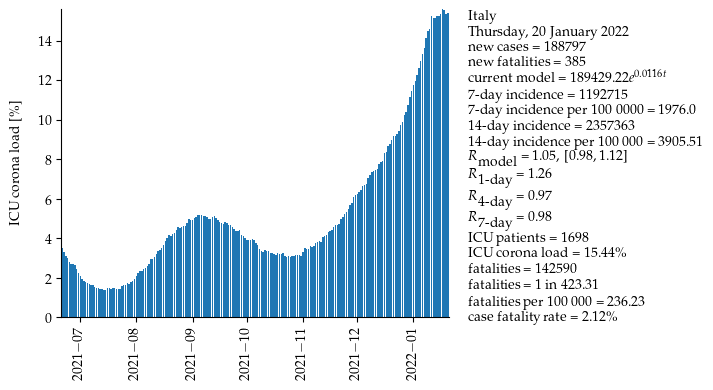 ICU corona load [%]
14
12
10
8
6
4
2
0
2021−07
2021−08
2021−09
2021−10
2021−11
2021−12
2022−01
Italy
Thursday, 20 January 2022
new cases = 188797
new fatalities = 385
current model = 189429.22e^0.0116t
7-day incidence = 1192715
7-day incidence per 100 0000 = 1976.0
14-day incidence = 2357363
14-day incidence per 100 000 = 3905.51
R_model = 1.05, [0.98, 1.12]
R_1-day = 1.26
R_4-day = 0.97
R_7-day = 0.98
ICU patients = 1698
ICU corona load = 15.44%
fatalities = 142590
fatalities = 1 in 423.31
fatalities per 100 000 = 236.23
case fatality rate = 2.12%